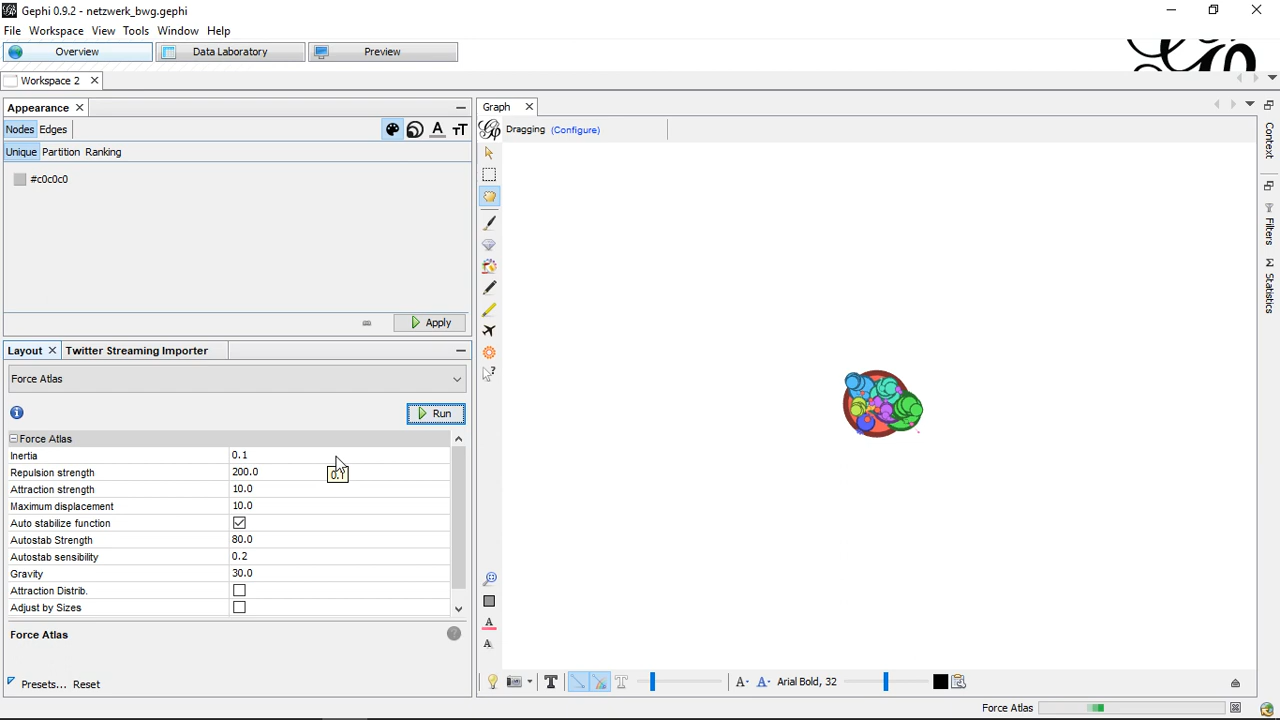 Gephi 0.9.2 - netzwerk_bwg.gephi
File Workspace View Tools Window Help
Overview Data Laboratory Preview
Workspace 2
Appearance
Nodes Edges
Unique Partition Ranking
#c0c0c0
Apply
Layout Twitter Streaming Importer
Force Atlas
Run
Force Atlas
Inertia 0.1
Repulsion strength 200.0
0.1
Attraction strength 10.0
Maximum displacement 10.0
Auto stabilize function
Autostab Strength 80.0
Autostab sensibility 0.2
Gravity 30.0
Attraction Distrib.
Adjust by Sizes
Force Atlas
Presets... Reset
Graph
Dragging (Configure)
Context
Filters
Statistics
Arial Bold, 32
Force Atlas